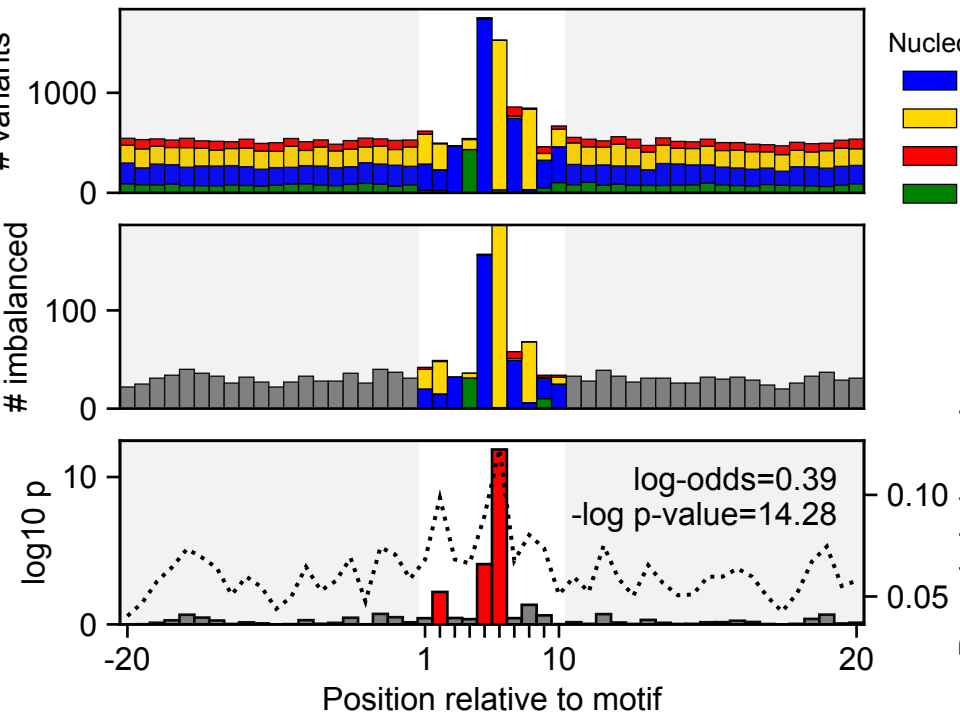 Nucleo
# variants
1000
0
# imbalanced
100
0
log10 p
10
0
log-odds=0.39
-log p-value=14.28
0.10
0.05
-20
1
10
20
Position relative to motif